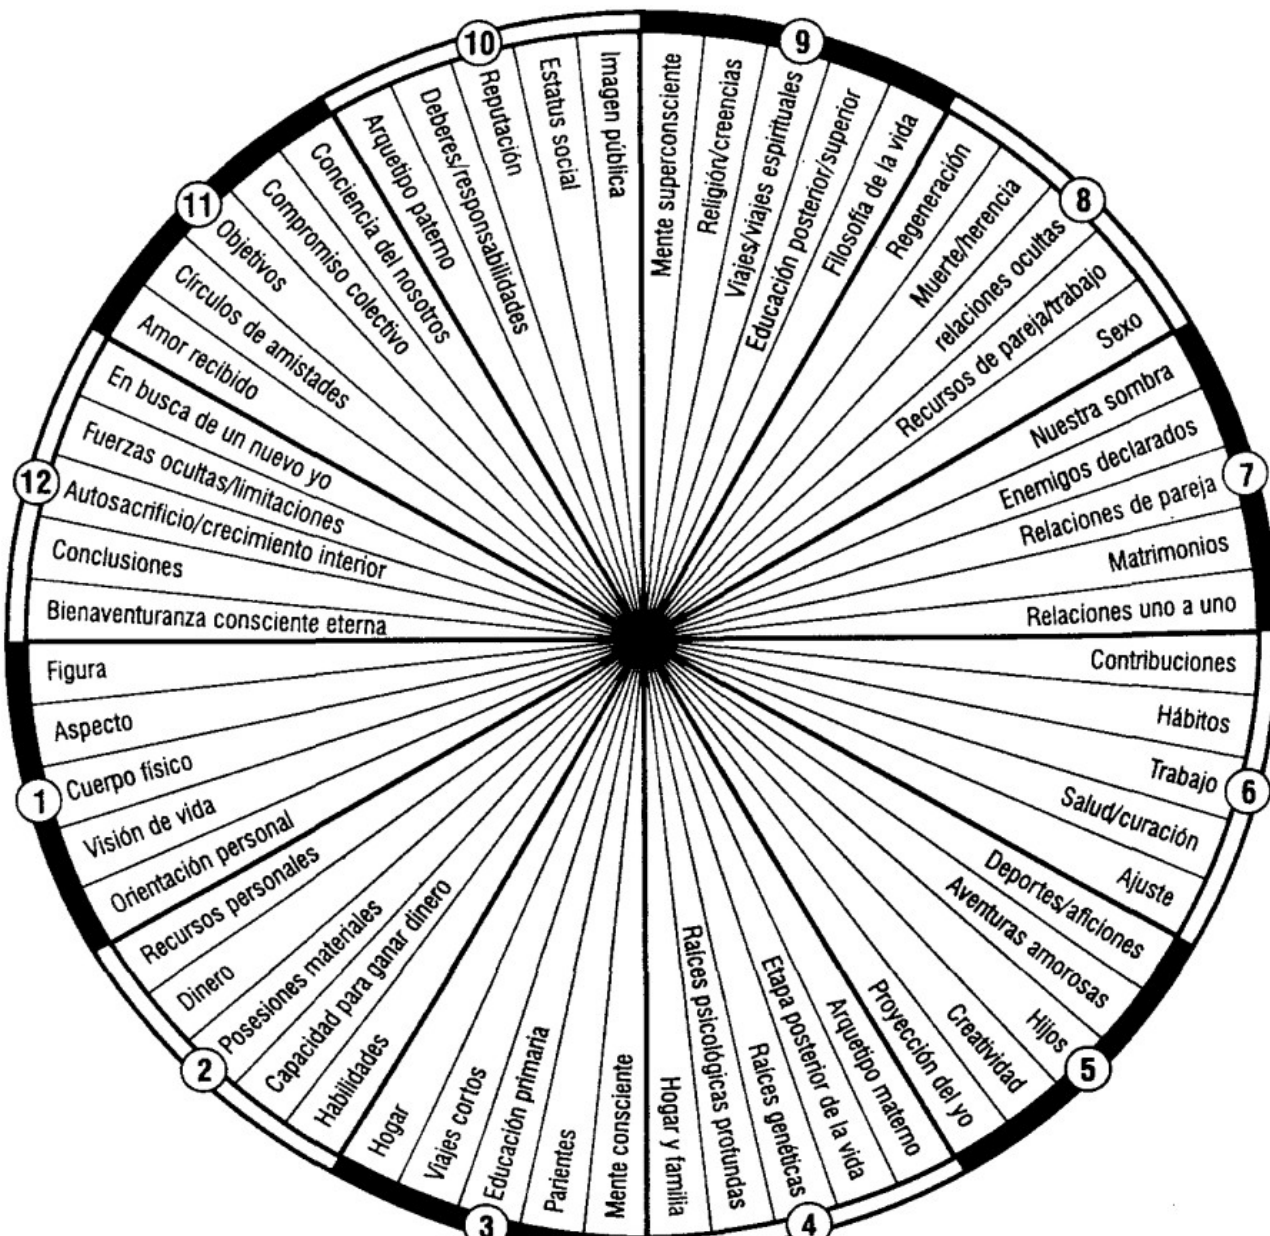 1
Figura
Aspecto
Cuerpo físico
Visión de vida
Orientación personal
2
Recursos personales
Dinero
Posesiones materiales
Capacidad para ganar dinero
Habilidades
3
Hogar
Viajes cortos
Educación primaria
Parientes
Mente consciente
4
Hogar y familia
Raíces psicológicas profundas
Raíces genéticas
Etapa posterior de la vida
Arquetipo materno
5
Proyección del yo
Creatividad
Hijos
Aventuras amorosas
Deportes/aficiones
6
Ajuste
Salud/curación
Trabajo
Hábitos
Contribuciones
7
Relaciones uno a uno
Matrimonios
Relaciones de pareja
Enemigos declarados
Nuestra sombra
8
Sexo
Recursos de pareja/trabajo
relaciones ocultas
Muerte/herencia
Regeneración
9
Filosofía de la vida
Educación posterior/superior
Viajes/viajes espirituales
Religión/creencias
Mente superconsciente
10
Imagen pública
Estatus social
Reputación
Deberes/responsabilidades
Arquetipo paterno
11
Conciencia del nosotros
Compromiso colectivo
Objetivos
Círculos de amistades
Amor recibido
12
En busca de un nuevo yo
Fuerzas ocultas/limitaciones
Autosacrificio/crecimiento interior
Conclusiones
Bienaventuranza consciente eterna